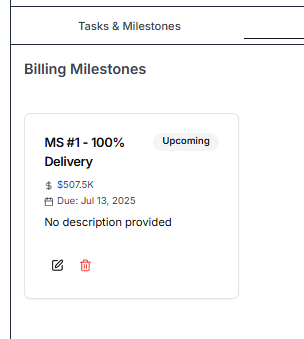 Tasks & Milestones
Billing Milestones
MS #1 - 100%
Delivery
Upcoming
$507.5K
Due: Jul 13, 2025
No description provided